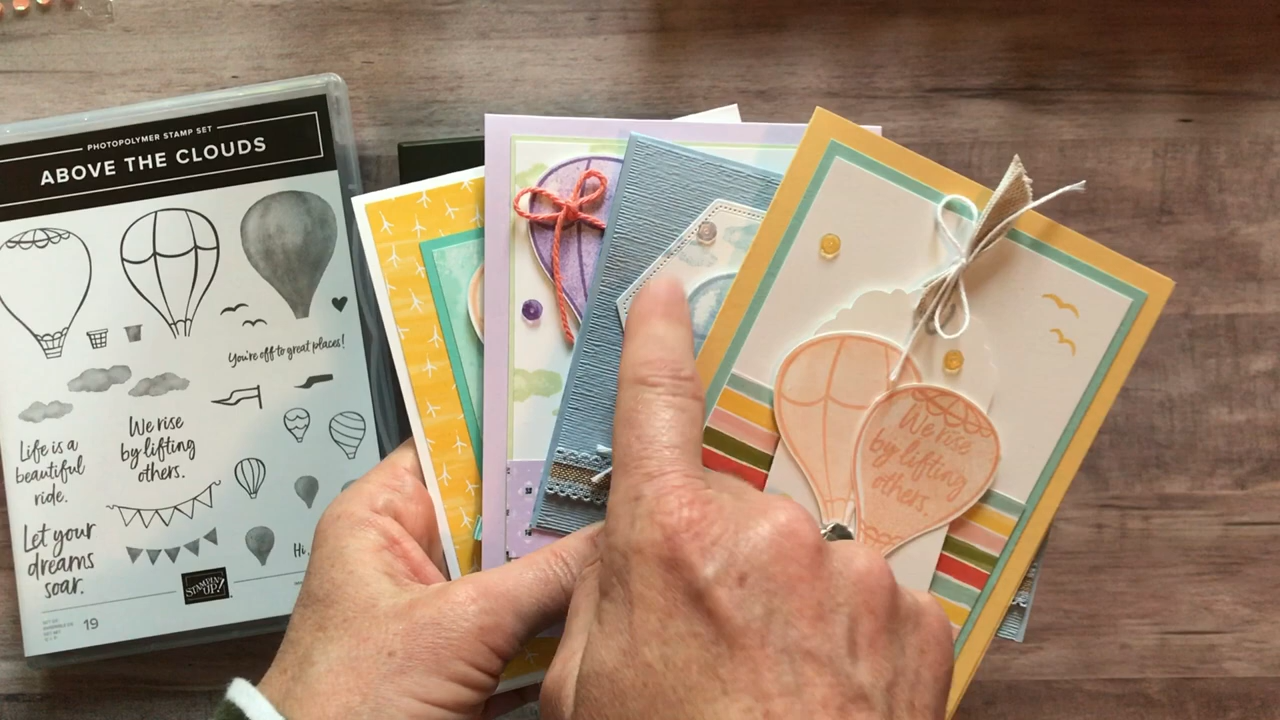 PHOTOPOLYMER STAMP SET
ABOVE THE CLOUDS
You're off to great places!
We rise
by lifting
others.
Life is a
beautiful
ride.
Let your
dreams
soar.
Hi.
STAMPIN' UP!
19
We rise
by lifting
others.